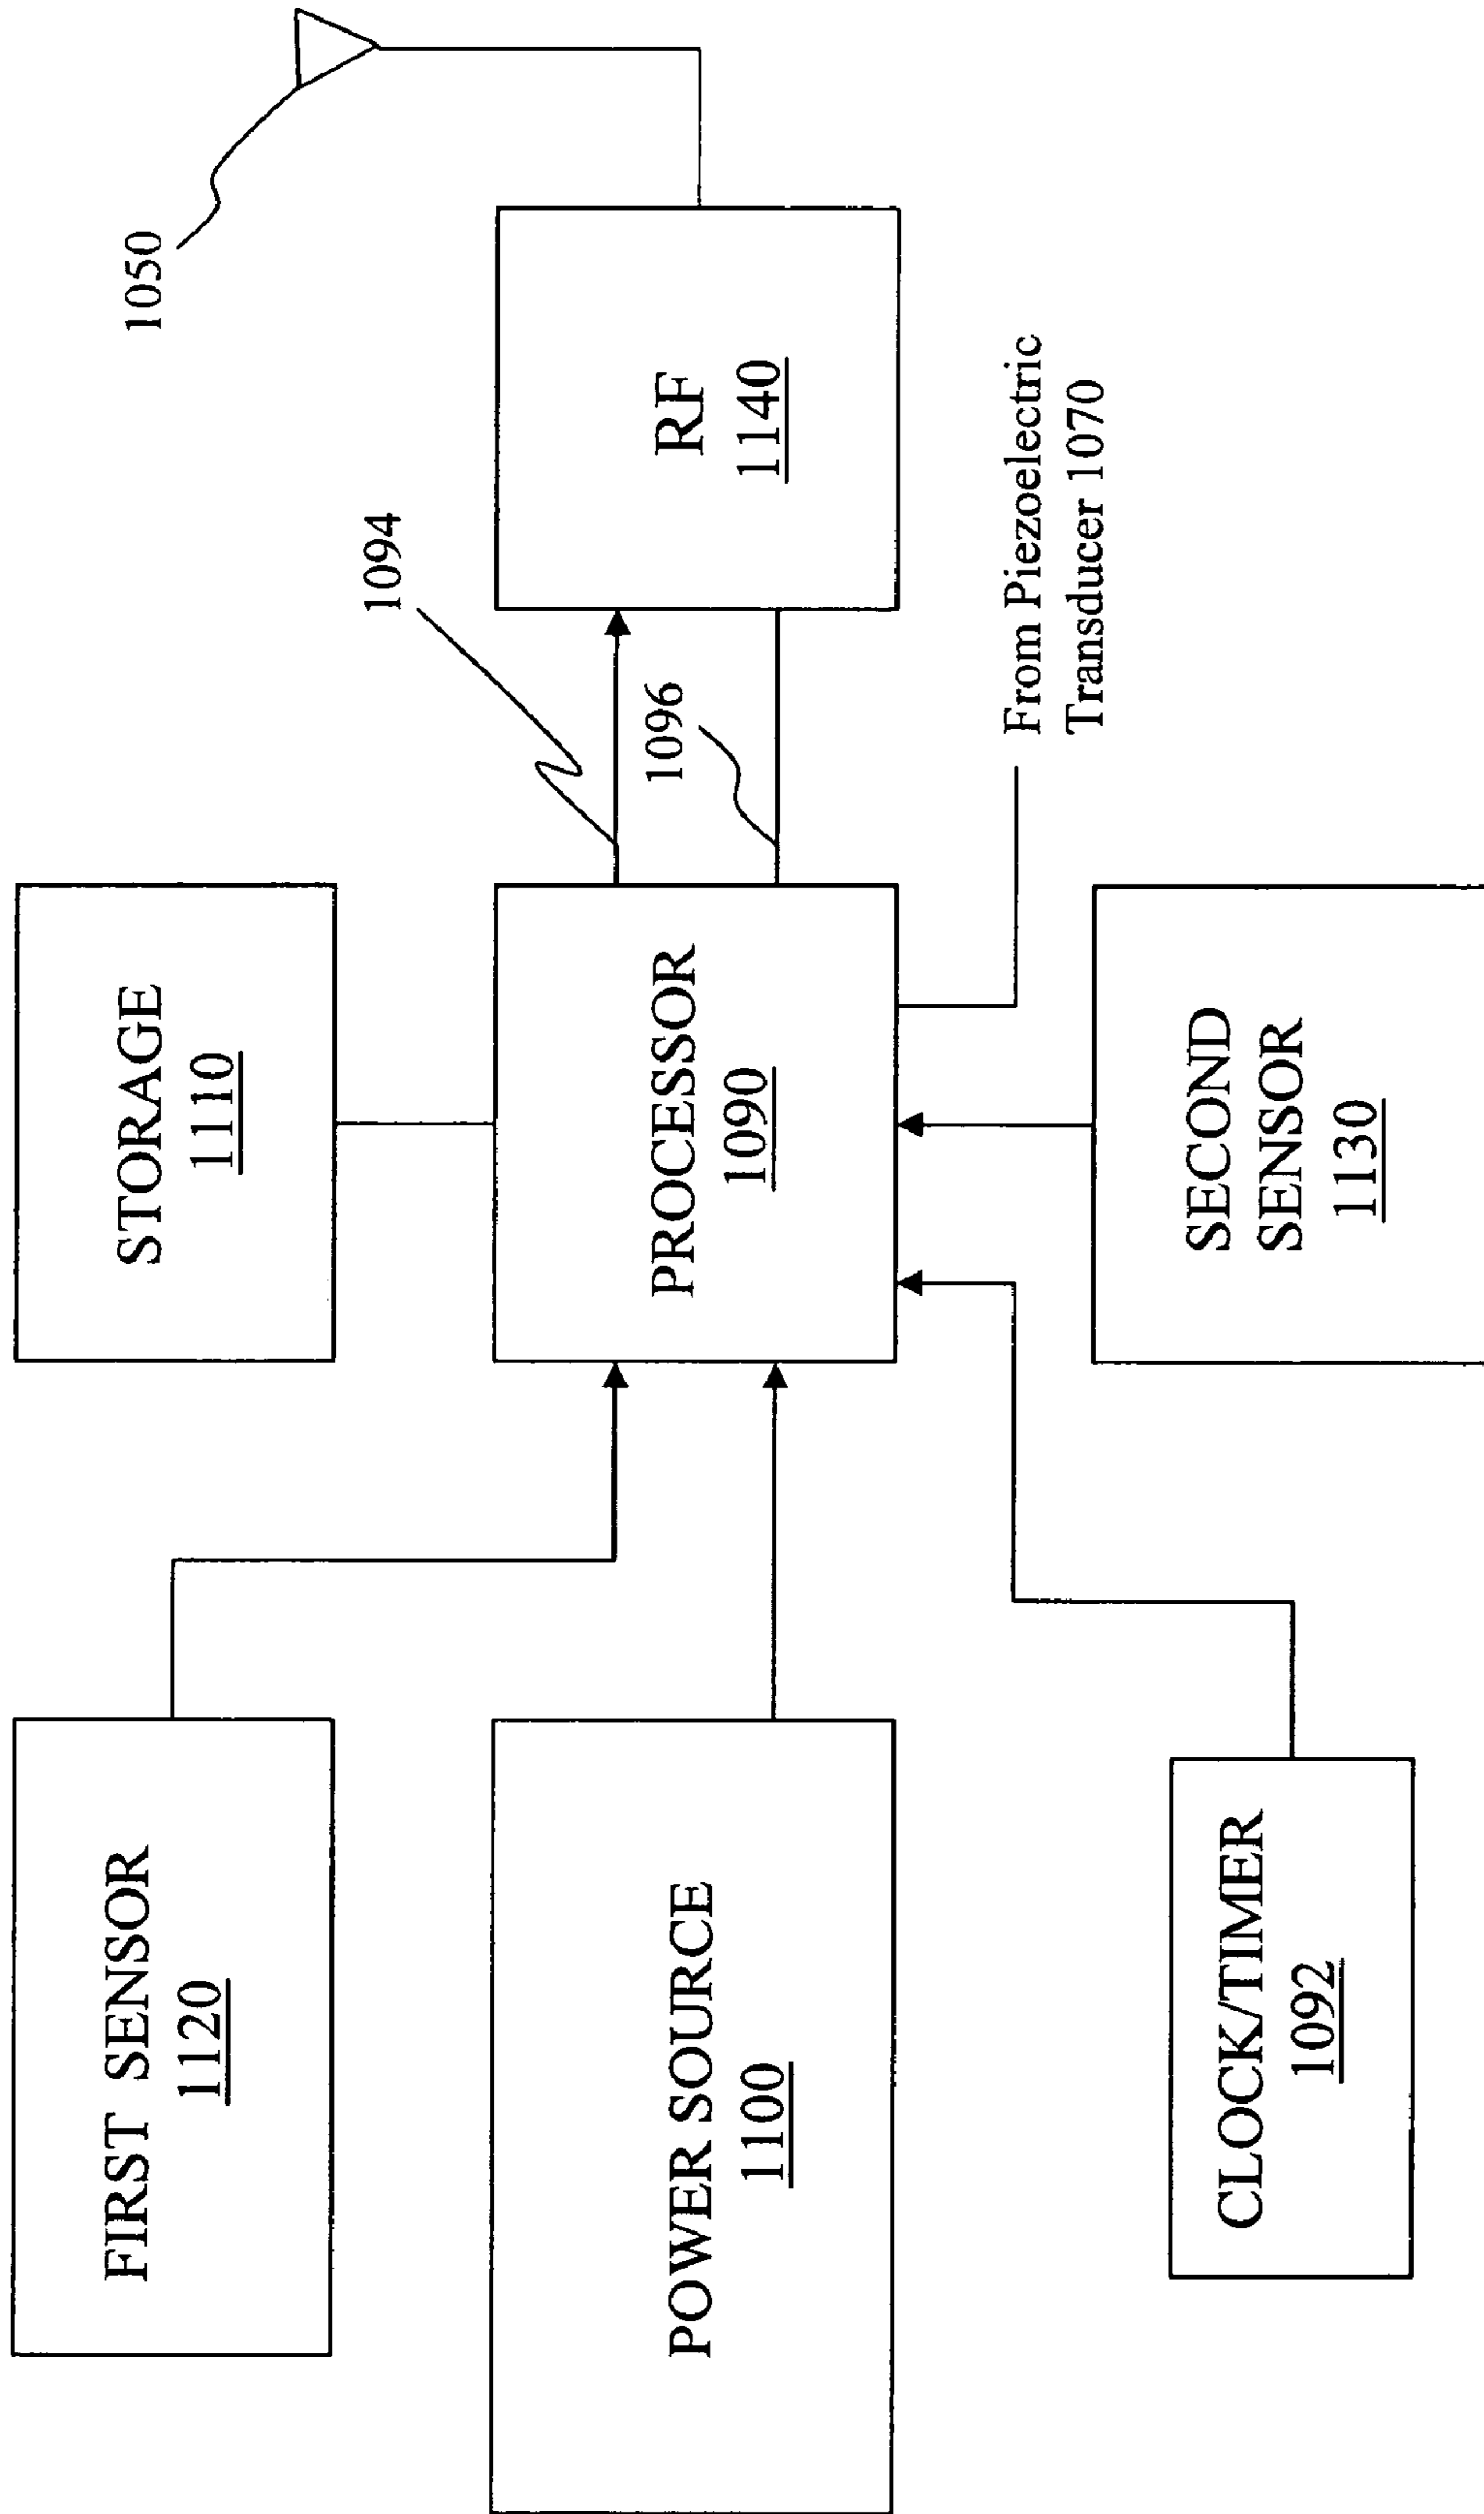 FIRST SENSOR
1120
STORAGE
1110
1050
1094
POWER SOURCE
1100
PROCESSOR
1090
1096
RF
1140
From Piezoelectric
Transducer 1070
CLOCK/TIMER
1092
SECOND
SENSOR
1130